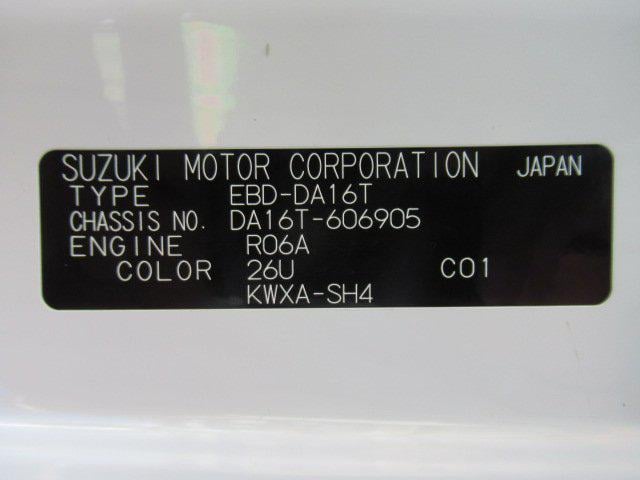 SUZUKI MOTOR CORPORATION JAPAN
TYPE EBD-DA16T
CHASSIS NO. DA16T-606905
ENGINE R06A
COLOR 26U C01
KWXA-SH4